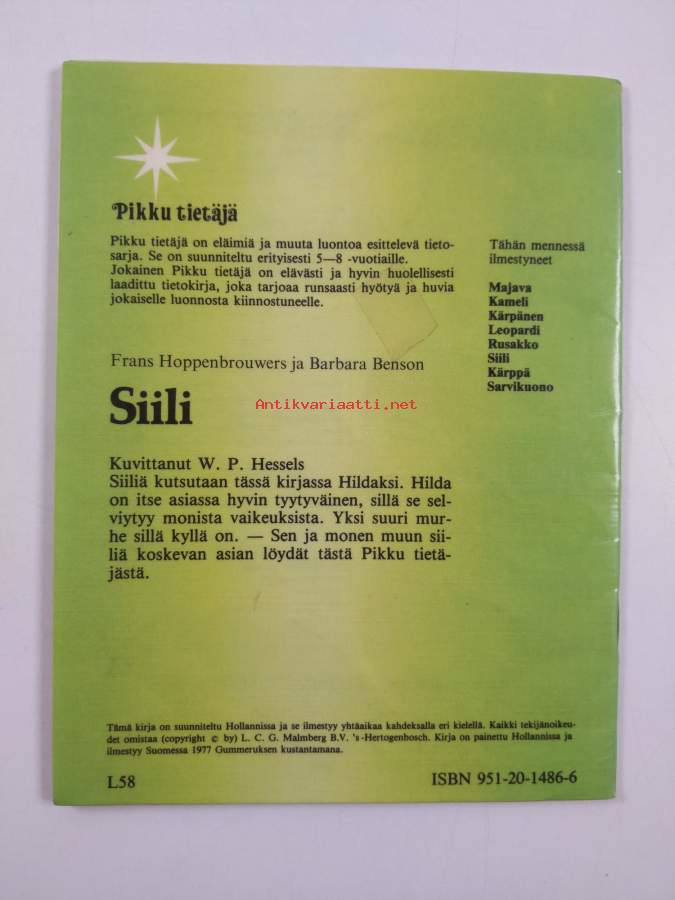 Pikku tietäjä
Pikku tietäjä on eläimiä ja muuta luontoa esittelevä tieto-
sarja. Se on suunniteltu erityisesti 5—8 -vuotiaille.
Jokainen Pikku tietäjä on elävästi ja hyvin huolellisesti
laadittu tietokirja, joka tarjoaa runsaasti hyötyä ja huvia
jokaiselle luonnosta kiinnostuneelle.
Tähän mennessä
ilmestyneet
Majava
Kameli
Kärpänen
Leopardi
Rusakko
Siili
Kärppä
Sarvikuono
Frans Hoppenbrouwers ja Barbara Benson
Siili
Antikvariaatti.net
Kuvittanut W. P. Hessels
Siiliä kutsutaan tässä kirjassa Hildaksi. Hilda
on itse asiassa hyvin tyytyväinen, sillä se sel-
viytyy monista vaikeuksista. Yksi suuri mur-
he sillä kyllä on. — Sen ja monen muun sii-
liä koskevan asian löydät tästä Pikku tietä-
jästä.
Tämä kirja on suunniteltu Hollannissa ja se ilmestyy yhtäaikaa kahdeksalla eri kielellä. Kaikki tekijänoikeu-
det omistaa (copyright © by) L. C. G. Malmberg B.V. 's-Hertogenbosch. Kirja on painettu Hollannissa ja
ilmestyy Suomessa 1977 Gummeruksen kustantamana.
L58
ISBN 951-20-1486-6